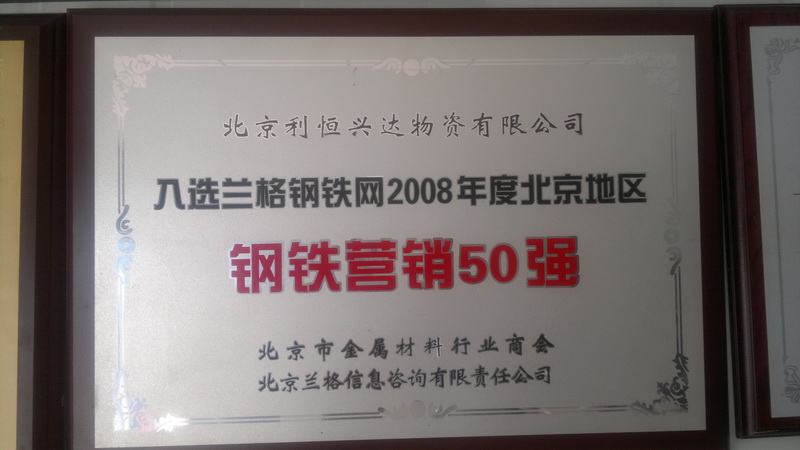 北京利恒兴达物资有限公司
入选兰格钢铁网2008年度北京地区
钢铁营销50强
北京市金属材料行业商会
北京兰格信息咨询有限责任公司